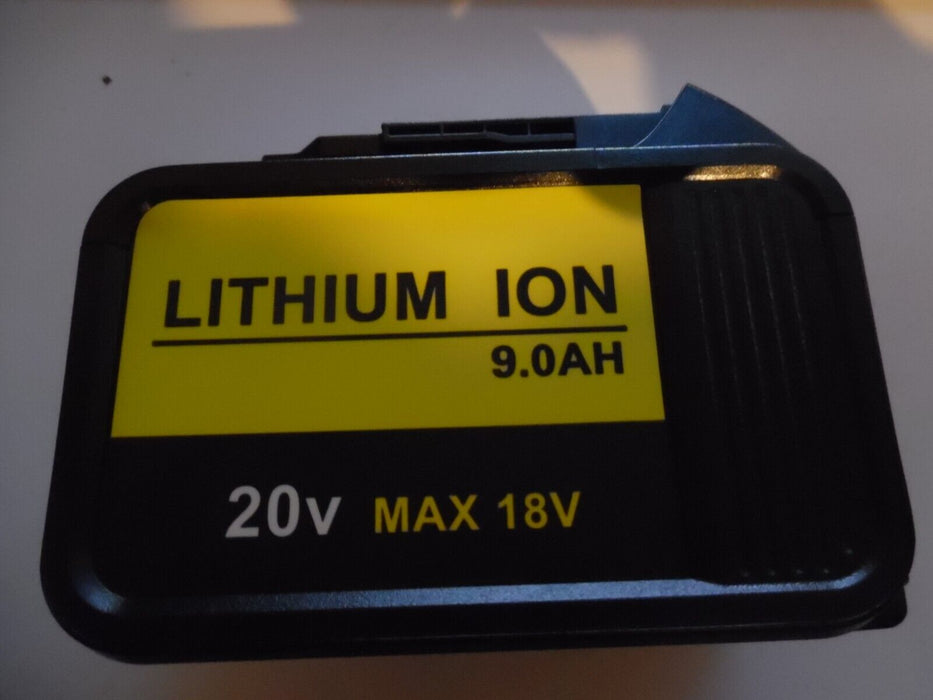 LITHIUM ION
9.0AH
20v MAX 18V